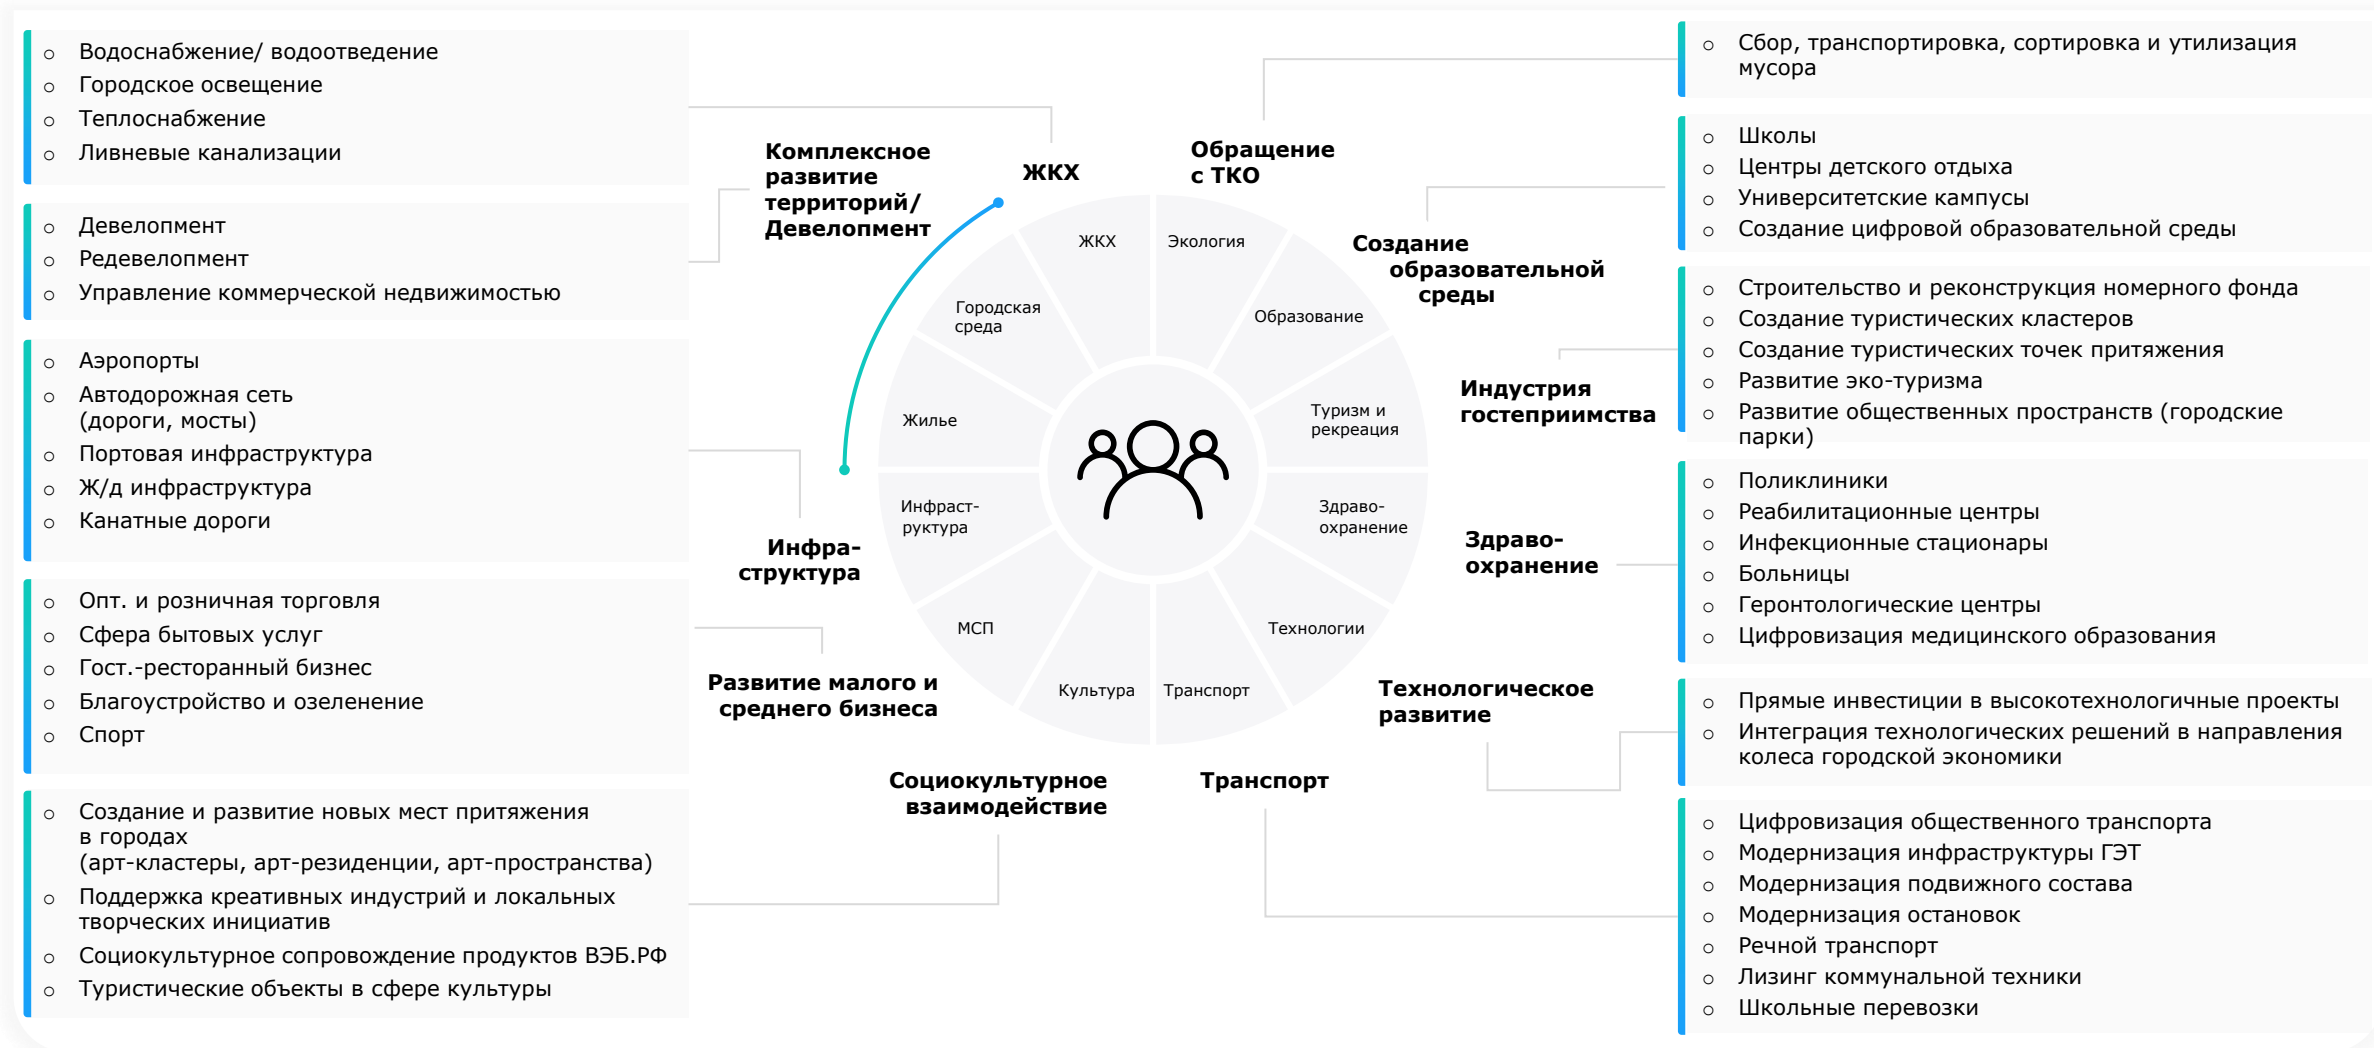 Водоснабжение/ водоотведение
Городское освещение
Теплоснабжение
Ливневые канализации
Девелопмент
Редевелопмент
Управление коммерческой недвижимостью
Аэропорты
Автодорожная сеть
(дороги, мосты)
Портовая инфраструктура
Ж/д инфраструктура
Канатные дороги
Опт. и розничная торговля
Сфера бытовых услуг
Гост.-ресторанный бизнес
Благоустройство и озеленение
Спорт
Создание и развитие новых мест притяжения
в городах
(арт-кластеры, арт-резиденции, арт-пространства)
Поддержка креативных индустрий и локальных
творческих инициатив
Социокультурное сопровождение продуктов ВЭБ.РФ
Туристические объекты в сфере культуры
Комплексное
развитие
территорий/
Девелопмент
ЖКХ
Обращение
с ТКО
Создание
образовательной
среды
Индустрия
гостеприимства
Здраво-
охранение
Технологическое
развитие
Транспорт
Социокультурное
взаимодействие
Развитие малого и
среднего бизнеса
Инфра-
структура
ЖКХ
Экология
Образование
Туризм и
рекреация
Здраво-
охранение
Технологии
Транспорт
Культура
МСП
Инфраст-
руктура
Жилье
Городская
среда
Сбор, транспортировка, сортировка и утилизация
мусора
Школы
Центры детского отдыха
Университетские кампусы
Создание цифровой образовательной среды
Строительство и реконструкция номерного фонда
Создание туристических кластеров
Создание туристических точек притяжения
Развитие эко-туризма
Развитие общественных пространств (городские
парки)
Поликлиники
Реабилитационные центры
Инфекционные стационары
Больницы
Геронтологические центры
Цифровизация медицинского образования
Прямые инвестиции в высокотехнологичные проекты
Интеграция технологических решений в направления
колеса городской экономики
Цифровизация общественного транспорта
Модернизация инфраструктуры ГЭТ
Модернизация подвижного состава
Модернизация остановок
Речной транспорт
Лизинг коммунальной техники
Школьные перевозки